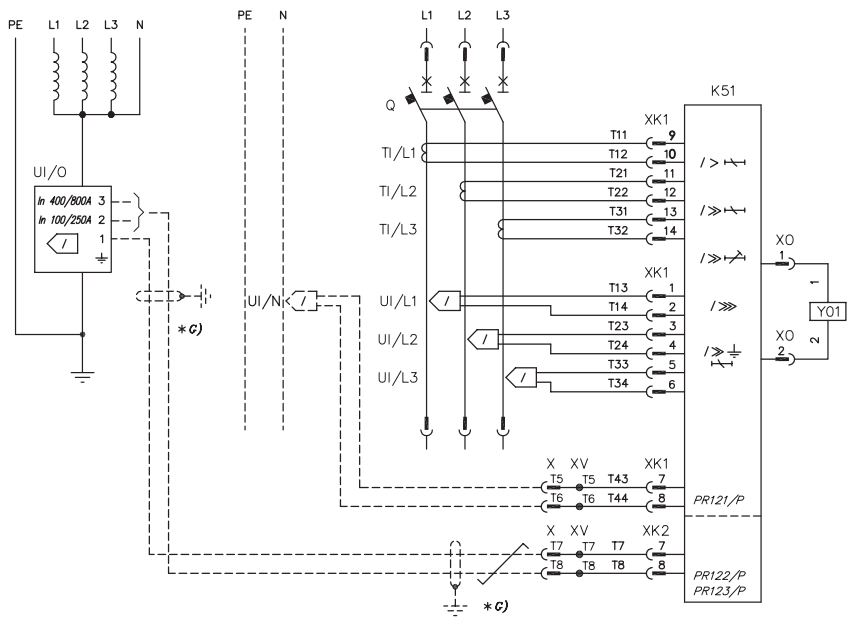 PE L1 L2 L3 N
PE N
L1 L2 L3
Q
K51
UI/O
In 400/800A 3
In 100/250A 2
/ 1
*G)
XK1
TI/L1 T11 9
T12 10
TI/L2 T21 11
T22 12
TI/L3 T31 13
T32 14
/>
/≫
/≫
/⋙
/≫
XO
1
1
Y01
2
XO
2
UI/N /
XK1
UI/L1 / T13 1
T14 2
UI/L2 / T23 3
T24 4
UI/L3 / T33 5
T34 6
X XV XK1
T5 T5 T43 7
T6 T6 T44 8
PR121/P
X XV XK2
T7 T7 T7 7
T8 T8 T8 8
PR122/P
PR123/P
*G)